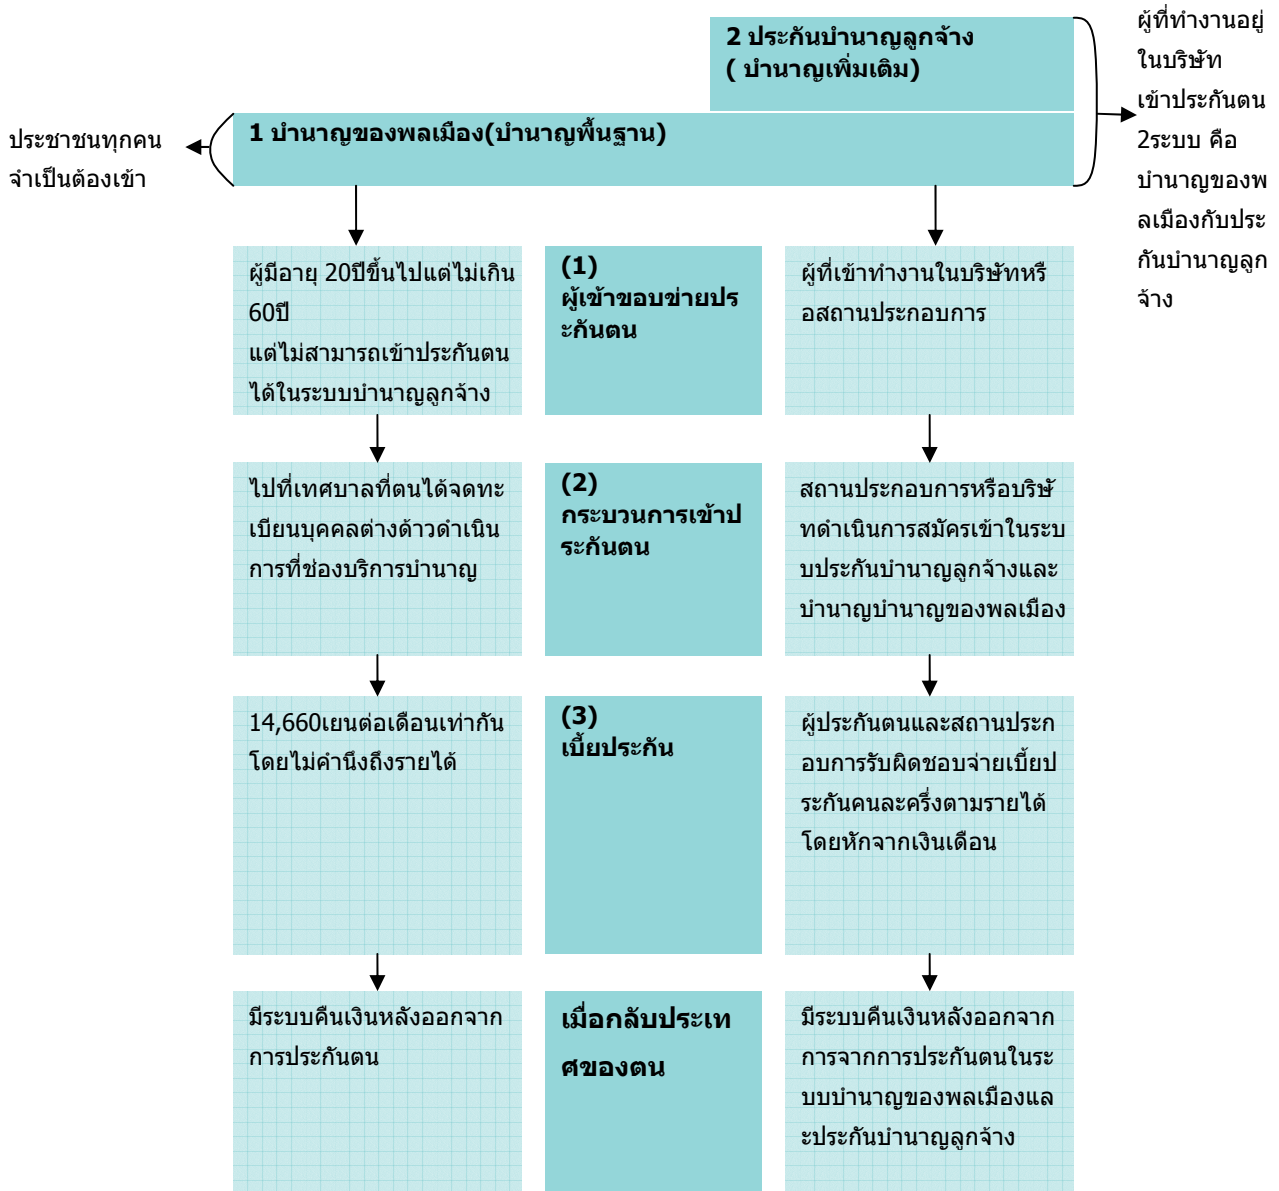 2 ประกันบำนาญลูกจ้าง
( บำนาญเพิ่มเติม)
ผู้ที่ทำงานอยู่
ในบริษัท
เข้าประกันตน
2ระบบ คือ
บำนาญของพ
ลเมืองกับประ
กันบำนาญลูก
จ้าง
1 บำนาญของพลเมือง(บำนาญพื้นฐาน)
ประชาชนทุกคน
จำเป็นต้องเข้า
ผู้มีอายุ 20ปีขึ้นไปแต่ไม่เกิน
60ปี
แต่ไม่สามารถเข้าประกันตน
ได้ในระบบบำนาญลูกจ้าง
(1)
ผู้เข้าขอบข่ายปร
ะกันตน
ผู้ที่เข้าทำงานในบริษัทหรื
อสถานประกอบการ
ไปที่เทศบาลที่ตนได้จดทะ
เบียนบุคคลต่างด้าวดำเนิน
การที่ช่องบริการบำนาญ
(2)
กระบวนการเข้าป
ระกันตน
สถานประกอบการหรือบริษั
ทดำเนินการสมัครเข้าในระบ
บประกันบำนาญลูกจ้างและ
บำนาญบำนาญของพลเมือง
14,660เยนต่อเดือนเท่ากัน
โดยไม่คำนึงถึงรายได้
(3)
เบี้ยประกัน
ผู้ประกันตนและสถานประก
อบการรับผิดชอบจ่ายเบี้ยป
ระกันคนละครึ่งตามรายได้
โดยหักจากเงินเดือน
มีระบบคืนเงินหลังออกจาก
การประกันตน
เมื่อกลับประเท
ศของตน
มีระบบคืนเงินหลังออกจาก
การจากการประกันตนในระ
บบบำนาญของพลเมืองแล
ะประกันบำนาญลูกจ้าง